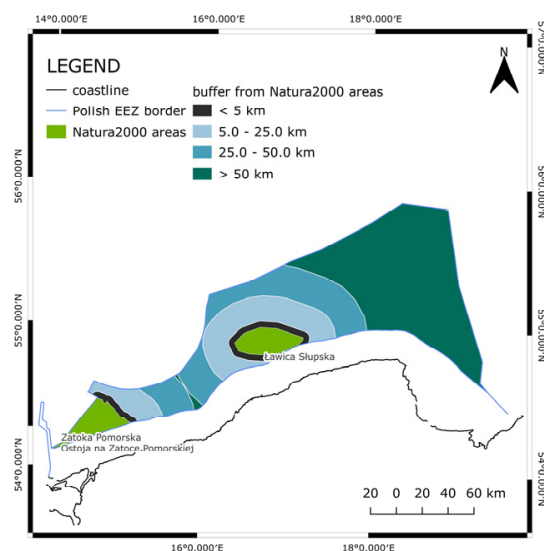 14°0.000'E 16°0.000'E 18°0.000'E
57°0.000'N
N
LEGEND
coastline
Polish EEZ border
Natura2000 areas
buffer from Natura2000 areas
< 5 km
5.0 - 25.0 km
25.0 - 50.0 km
> 50 km
56°0.000'N
56°0.000'N
55°0.000'N
55°0.000'N
Ławica Słupska
Zatoka Pomorska
Ostoja na Zatoce Pomorskiej
54°0.000'N
54°0.000'N
20 0 20 40 60 km
16°0.000'E 18°0.000'E